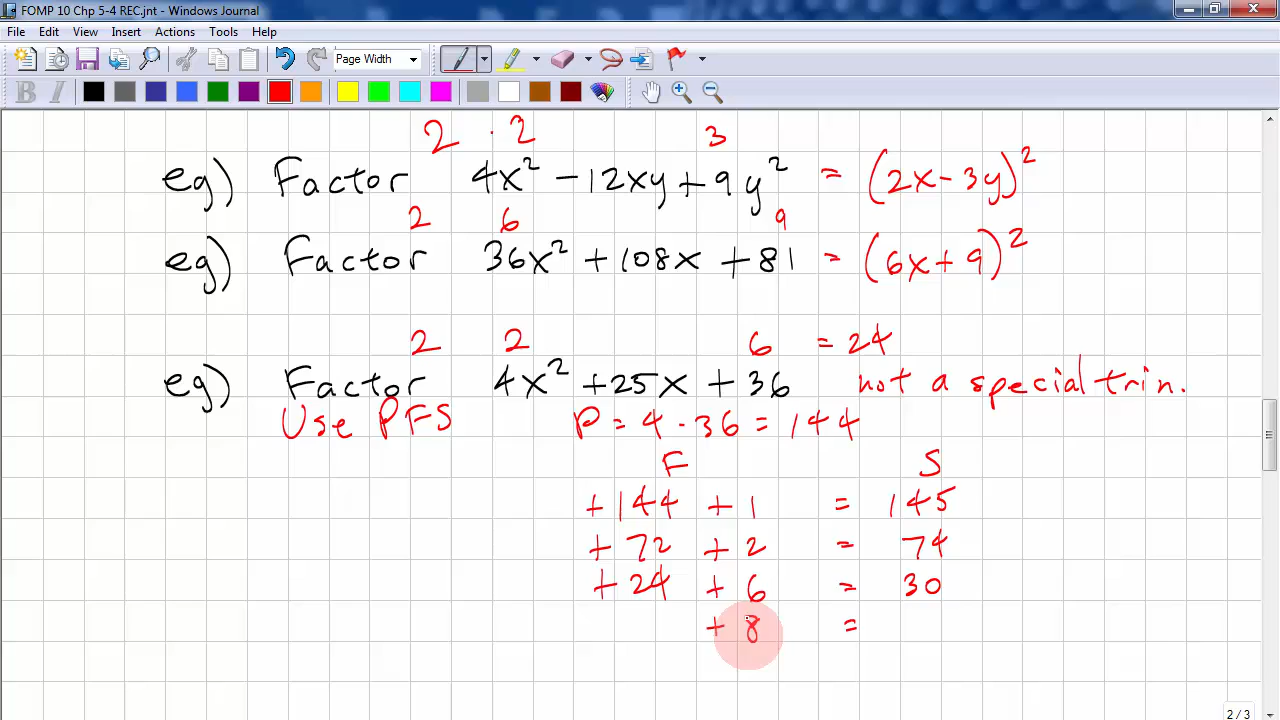 FOMP 10 Chp 5-4 REC.jnt - Windows Journal
File Edit View Insert Actions Tools Help
Page Width
B I
2 · 2 3
eg) Factor 4x² - 12xy + 9y² = (2x - 3y)²
2 6 9
eg) Factor 36x² + 108x + 81 = (6x + 9)²
2 2 6 = 24
eg) Factor 4x² + 25x + 36 not a special trin.
Use PFS P = 4 · 36 = 144
F S
+144 + 1 = 145
+ 72 + 2 = 74
+ 24 + 6 = 30
+ 8 =
2 / 3